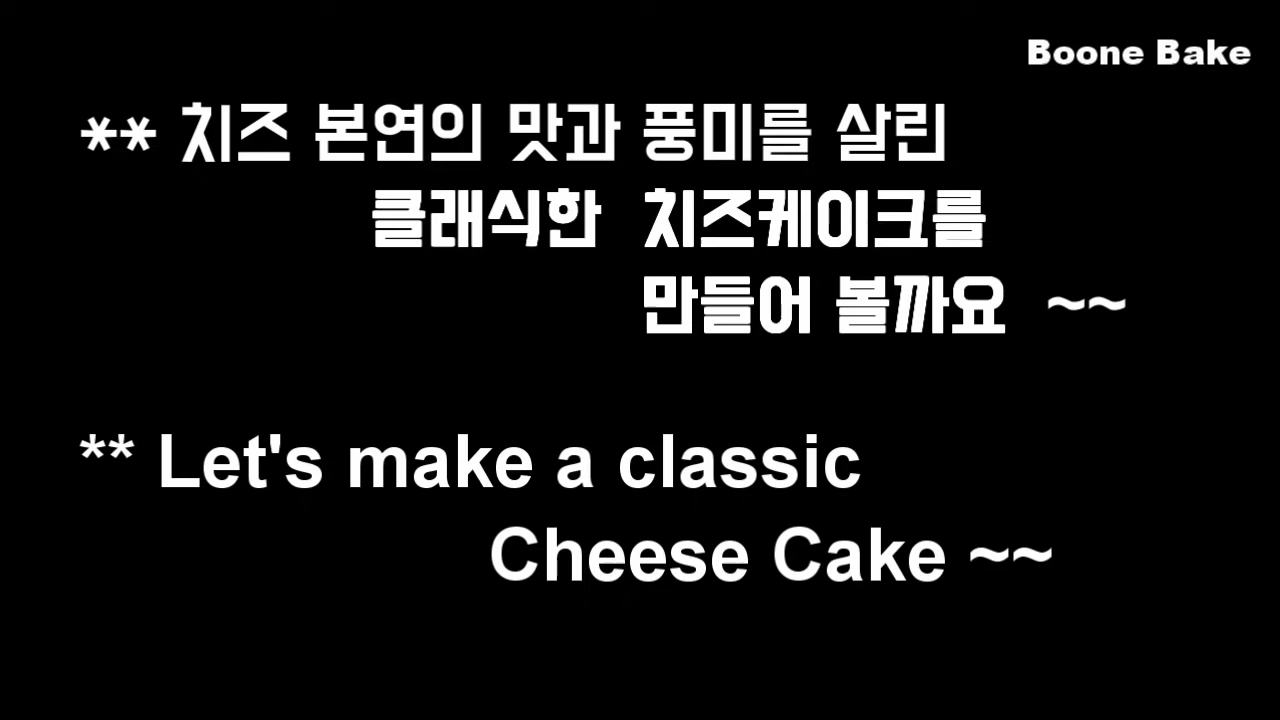 Boone Bake
** 치즈 본연의 맛과 풍미를 살린
클래식한 치즈케이크를
만들어 볼까요 ~~
** Let's make a classic
Cheese Cake ~~